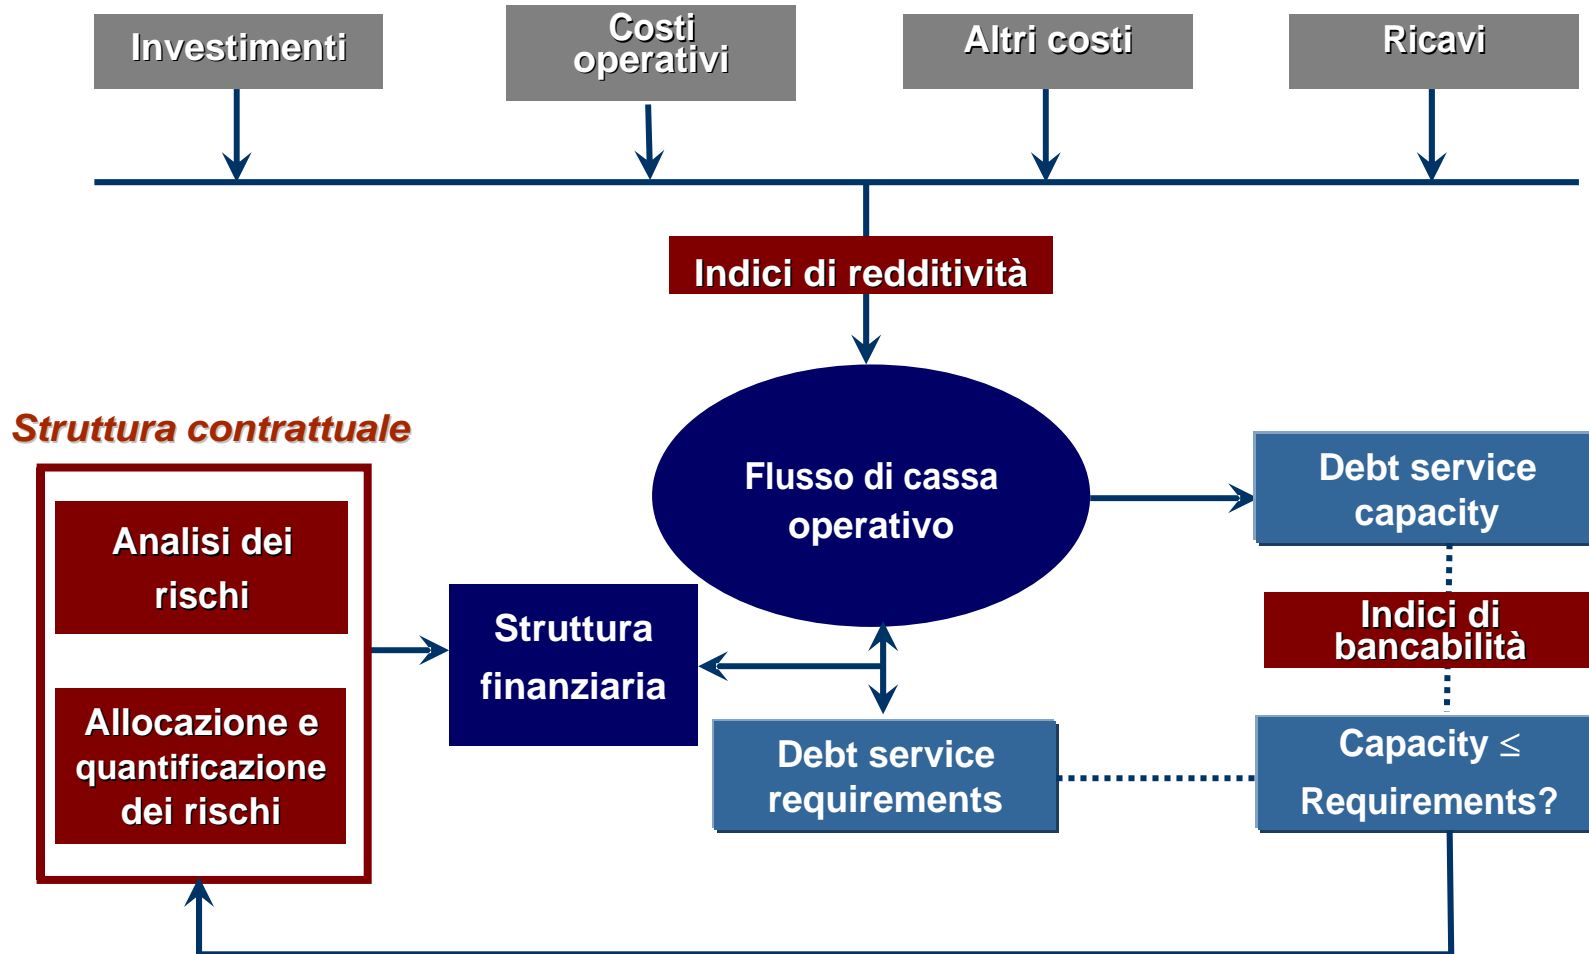 Investimenti
Costi
operativi
Altri costi
Ricavi
Indici di redditività
Struttura contrattuale
Flusso di cassa
operativo
Debt service
capacity
Analisi dei
rischi
Struttura
finanziaria
Indici di
bancabilità
Allocazione e
quantificazione
dei rischi
Debt service
requirements
Capacity ≤
Requirements?